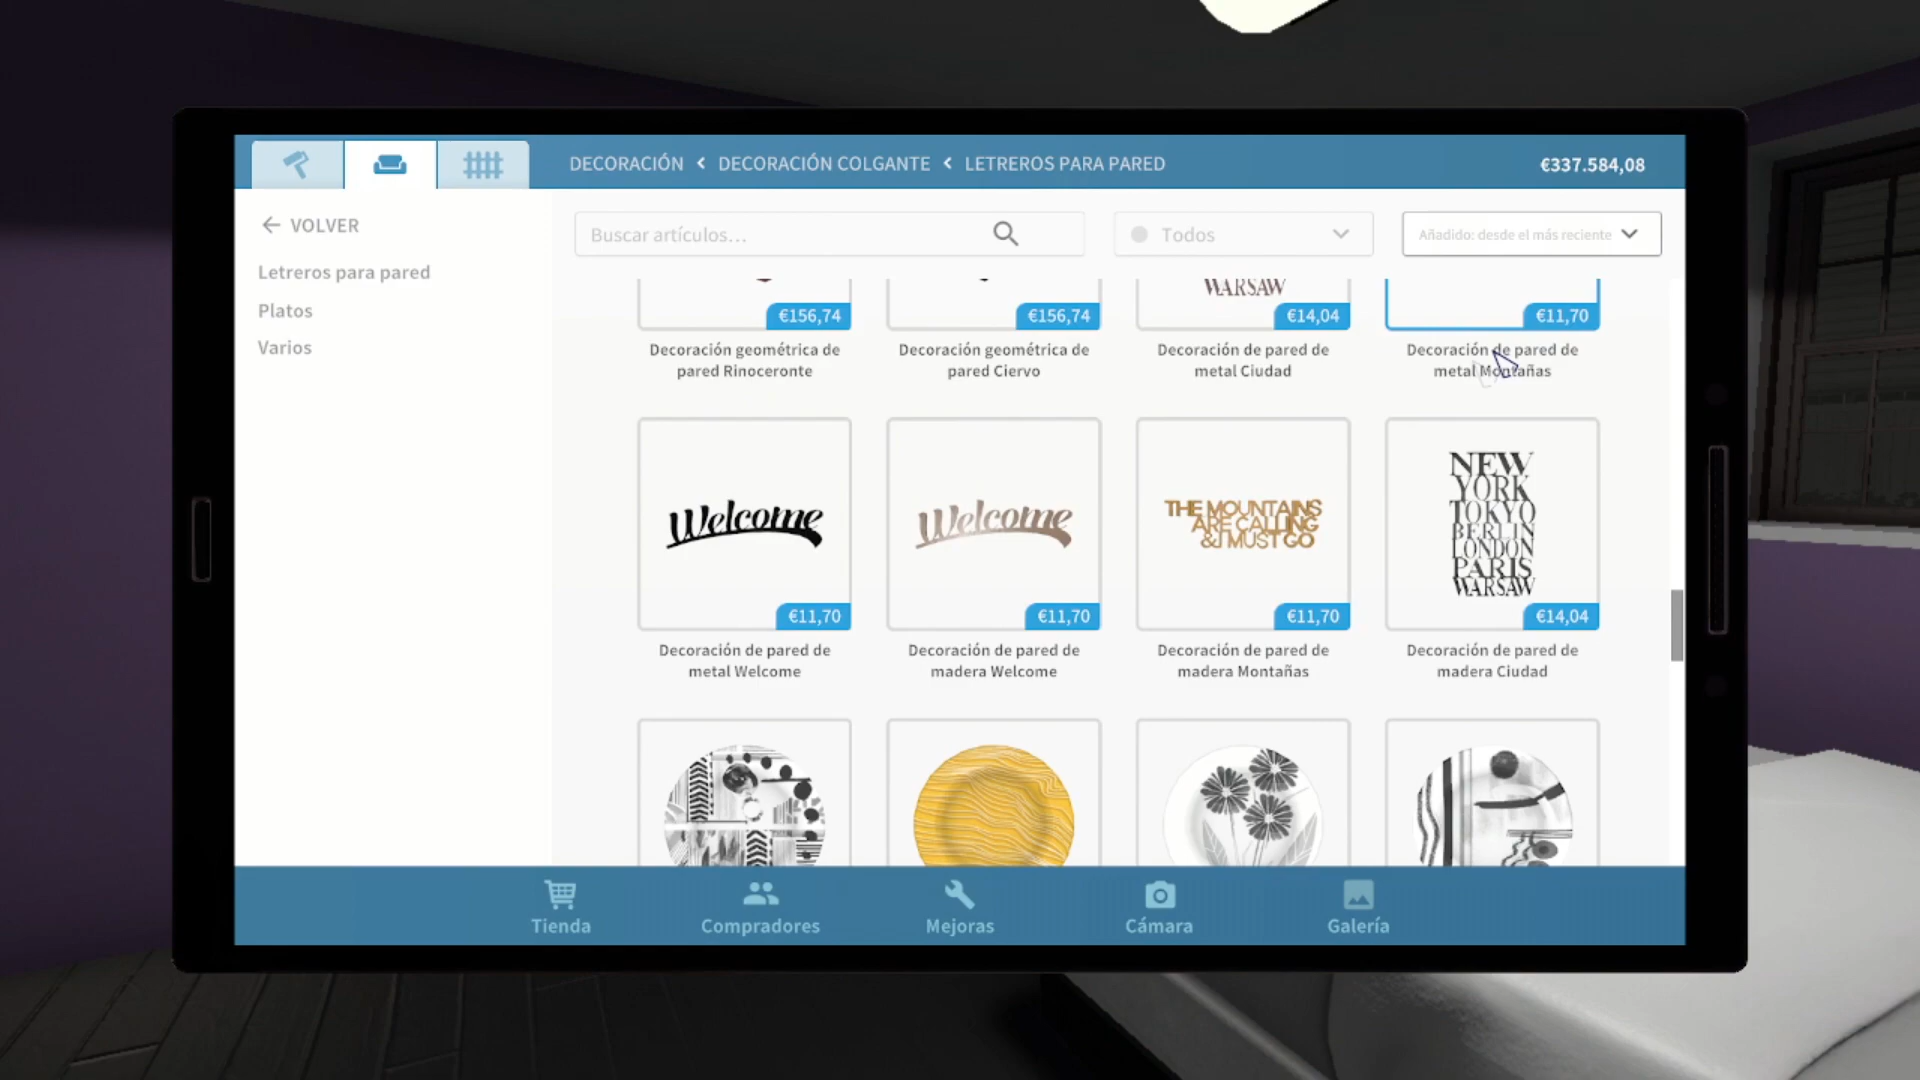 DECORACIÓN < DECORACIÓN COLGANTE < LETREROS PARA PARED
€337.584,08
VOLVER
Letreros para pared
Platos
Varios
Buscar artículos...
Todos
Añadido: desde el más reciente
WARSAW
€156,74
€156,74
€14,04
€11,70
Decoración geométrica de
pared Rinoceronte
Decoración geométrica de
pared Ciervo
Decoración de pared de
metal Ciudad
Decoración de pared de
metal Montañas
Welcome
€11,70
Decoración de pared de
metal Welcome
Welcome
€11,70
Decoración de pared de
madera Welcome
THE MOUNTAINS
ARE CALLING
& I MUST GO
€11,70
Decoración de pared de
madera Montañas
NEW
YORK
TOKYO
BERLIN
LONDON
PARIS
WARSAW
€14,04
Decoración de pared de
madera Ciudad
Tienda
Compradores
Mejoras
Cámara
Galería